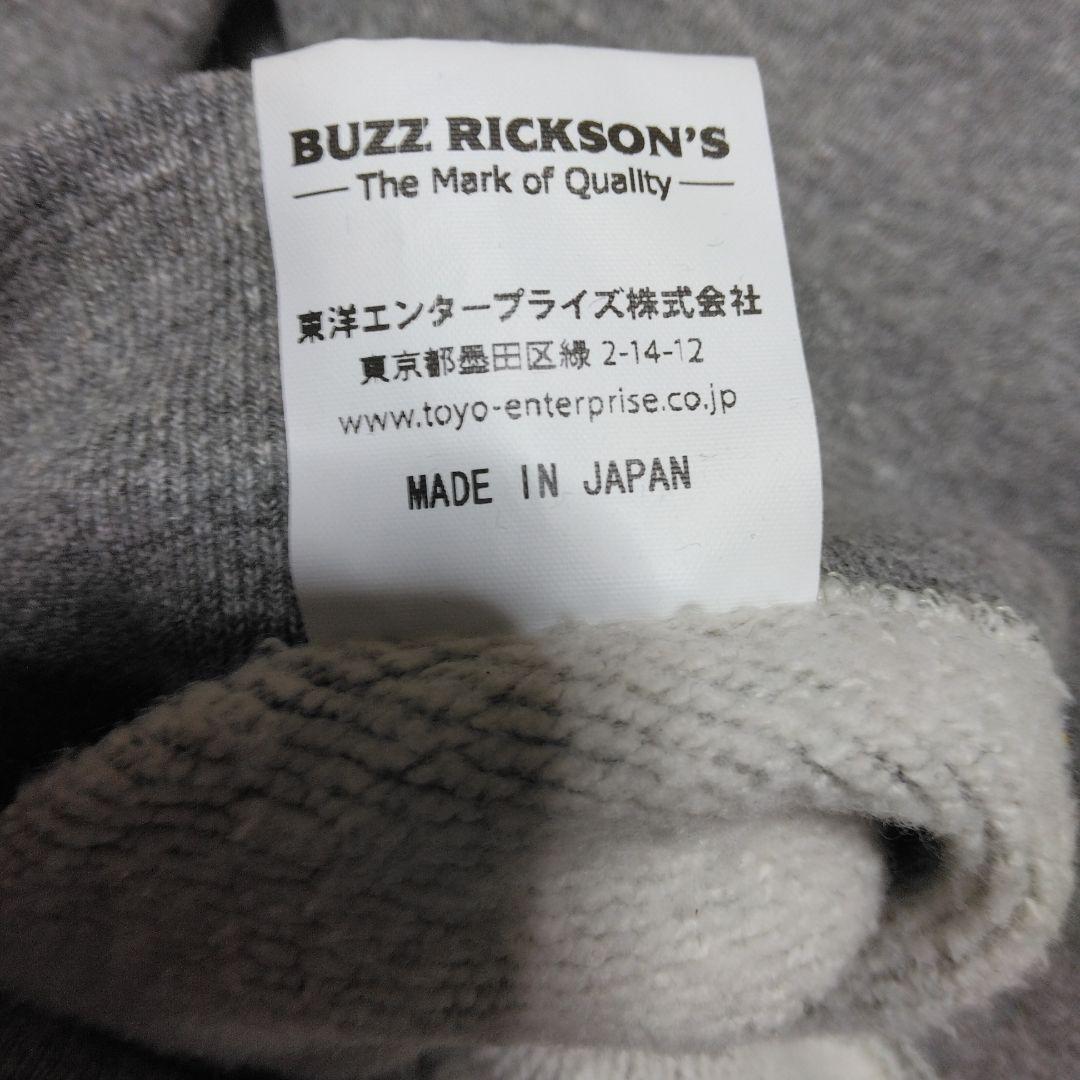 BUZZ RICKSON'S
The Mark of Quality
東洋エンタープライズ株式会社
東京都墨田区緑 2-14-12
www.toyo-enterprise.co.jp
MADE IN JAPAN